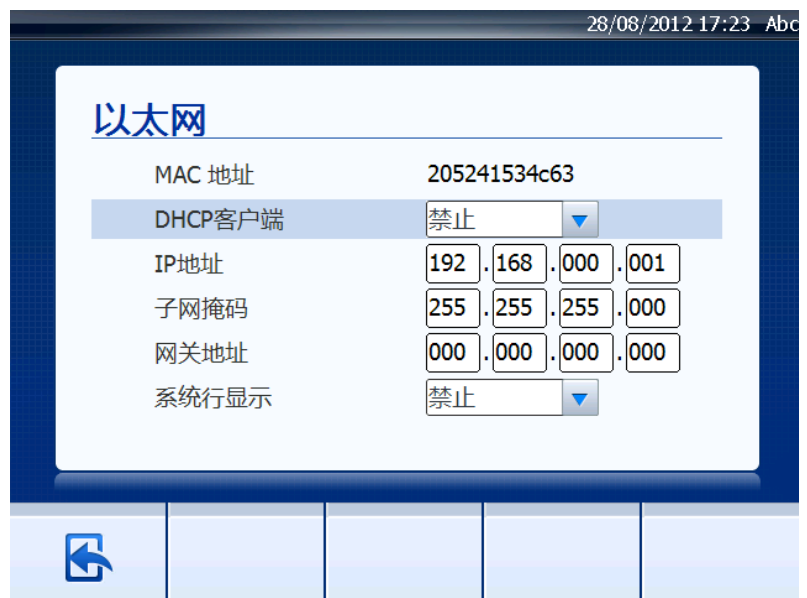 28/08/2012 17:23 Abc
以太网
MAC 地址 205241534c63
DHCP客户端 禁止
IP地址 192 .168 .000 .001
子网掩码 255 .255 .255 .000
网关地址 000 .000 .000 .000
系统行显示 禁止